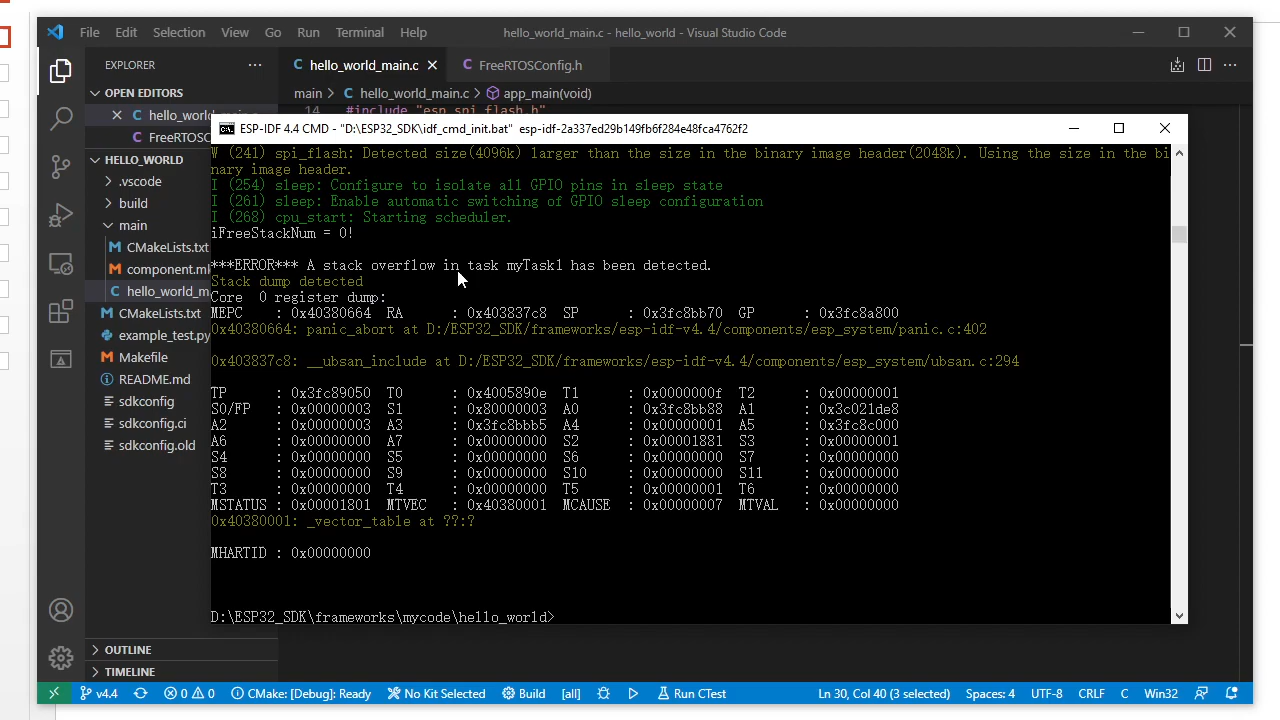 File Edit Selection View Go Run Terminal Help hello_world_main.c - hello_world - Visual Studio Code
EXPLORER
hello_world_main.c
FreeRTOSConfig.h
OPEN EDITORS
main > hello_world_main.c > app_main(void)
14 #include "esp_spi_flash.h"
hello_world
FreeRTOSC
HELLO_WORLD
.vscode
build
main
CMakeLists.txt
component.mk
hello_world_m
CMakeLists.txt
example_test.py
Makefile
README.md
sdkconfig
sdkconfig.ci
sdkconfig.old
OUTLINE
TIMELINE
ESP-IDF 4.4 CMD - "D:\ESP32_SDK\idf_cmd_init.bat" esp-idf-2a337ed29b149fb6f284e48fca4762f2
W (241) spi_flash: Detected size(4096k) larger than the size in the binary image header(2048k). Using the size in the bi
nary image header.
I (254) sleep: Configure to isolate all GPIO pins in sleep state
I (261) sleep: Enable automatic switching of GPIO sleep configuration
I (268) cpu_start: Starting scheduler.
iFreeStackNum = 0!
***ERROR*** A stack overflow in task myTask1 has been detected.
Stack dump detected
Core 0 register dump:
MEPC : 0x40380664 RA : 0x403837c8 SP : 0x3fc8bb70 GP : 0x3fc8a800
0x40380664: panic_abort at D:/ESP32_SDK/frameworks/esp-idf-v4.4/components/esp_system/panic.c:402
0x403837c8: __ubsan_include at D:/ESP32_SDK/frameworks/esp-idf-v4.4/components/esp_system/ubsan.c:294
TP : 0x3fc89050 T0 : 0x4005890e T1 : 0x0000000f T2 : 0x00000001
S0/FP : 0x00000003 S1 : 0x80000003 A0 : 0x3fc8bb88 A1 : 0x3c021de8
A2 : 0x00000003 A3 : 0x3fc8bbb5 A4 : 0x00000001 A5 : 0x3fc8c000
A6 : 0x00000000 A7 : 0x00000000 S2 : 0x00001881 S3 : 0x00000001
S4 : 0x00000000 S5 : 0x00000000 S6 : 0x00000000 S7 : 0x00000000
S8 : 0x00000000 S9 : 0x00000000 S10 : 0x00000000 S11 : 0x00000000
T3 : 0x00000000 T4 : 0x00000000 T5 : 0x00000001 T6 : 0x00000000
MSTATUS : 0x00001801 MTVEC : 0x40380001 MCAUSE : 0x00000007 MTVAL : 0x00000000
0x40380001: _vector_table at ??:?
MHARTID : 0x00000000
D:\ESP32_SDK\frameworks\mycode\hello_world>
v4.4 0 0 CMake: [Debug]: Ready No Kit Selected Build [all] Run CTest Ln 30, Col 40 (3 selected) Spaces: 4 UTF-8 CRLF C Win32